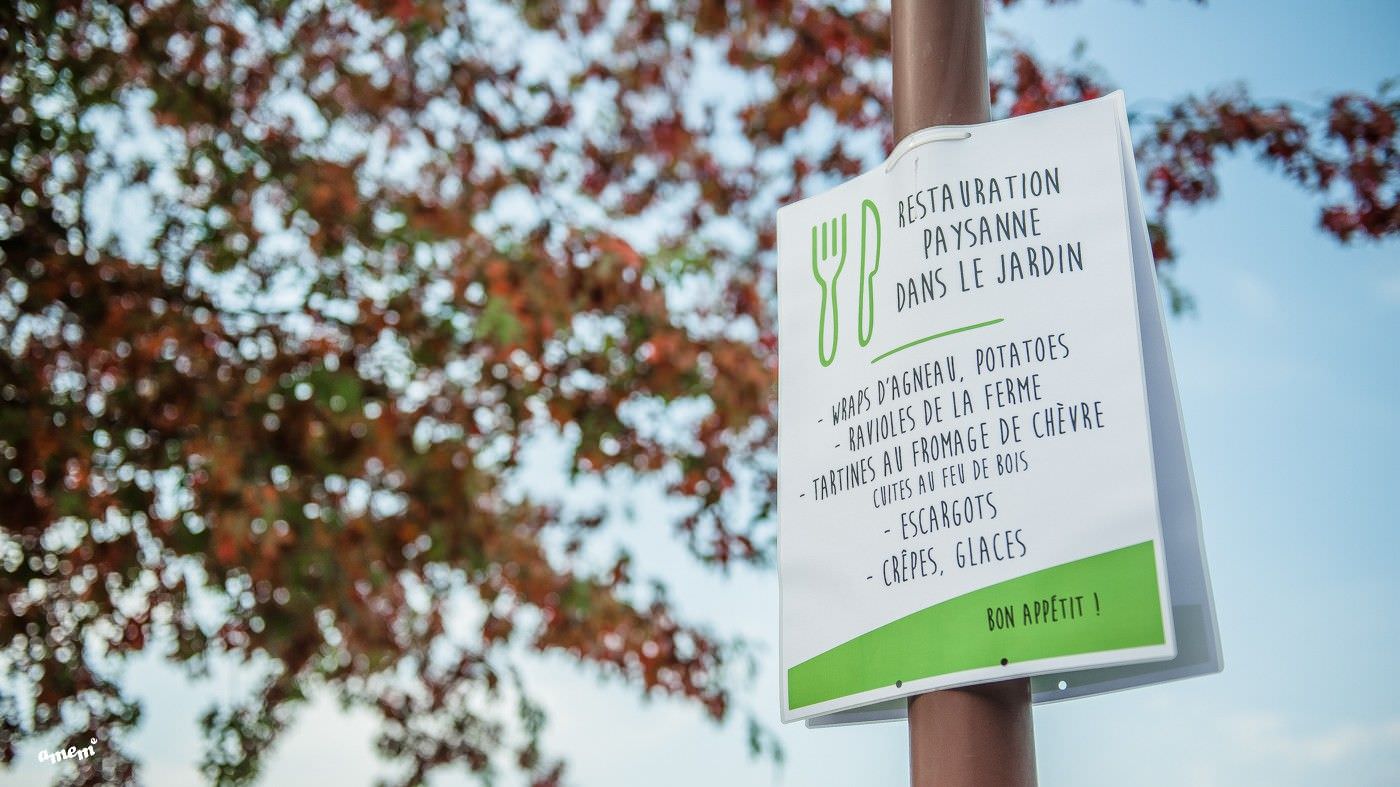 RESTAURATION
PAYSANNE
DANS LE JARDIN
- WRAPS D'AGNEAU, POTATOES
- RAVIOLES DE LA FERME
- TARTINES AU FROMAGE DE CHÈVRE
CUITES AU FEU DE BOIS
- ESCARGOTS
- CRÊPES, GLACES
BON APPÉTIT !
ameme